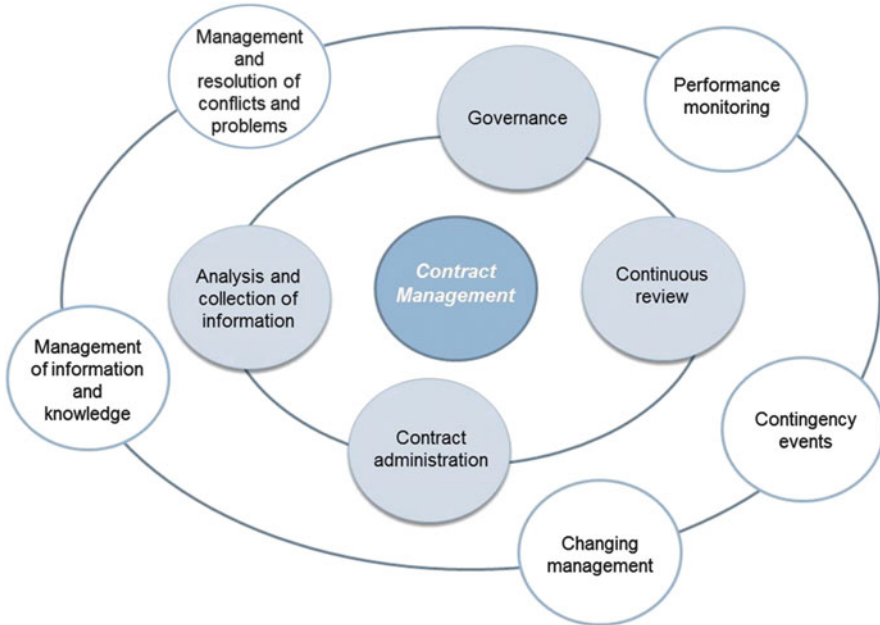 Management
and
resolution of
conflicts and
problems
Performance
monitoring
Governance
Analysis and
collection of
information
Contract
Management
Continuous
review
Management
of information
and
knowledge
Contract
administration
Contingency
events
Changing
management